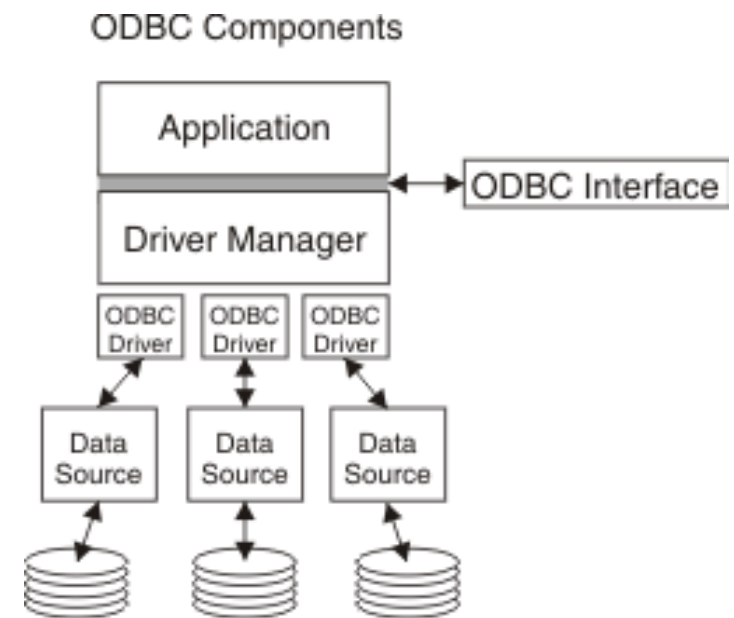 ODBC Components
Application
ODBC Interface
Driver Manager
ODBC
Driver
ODBC
Driver
ODBC
Driver
Data
Source
Data
Source
Data
Source